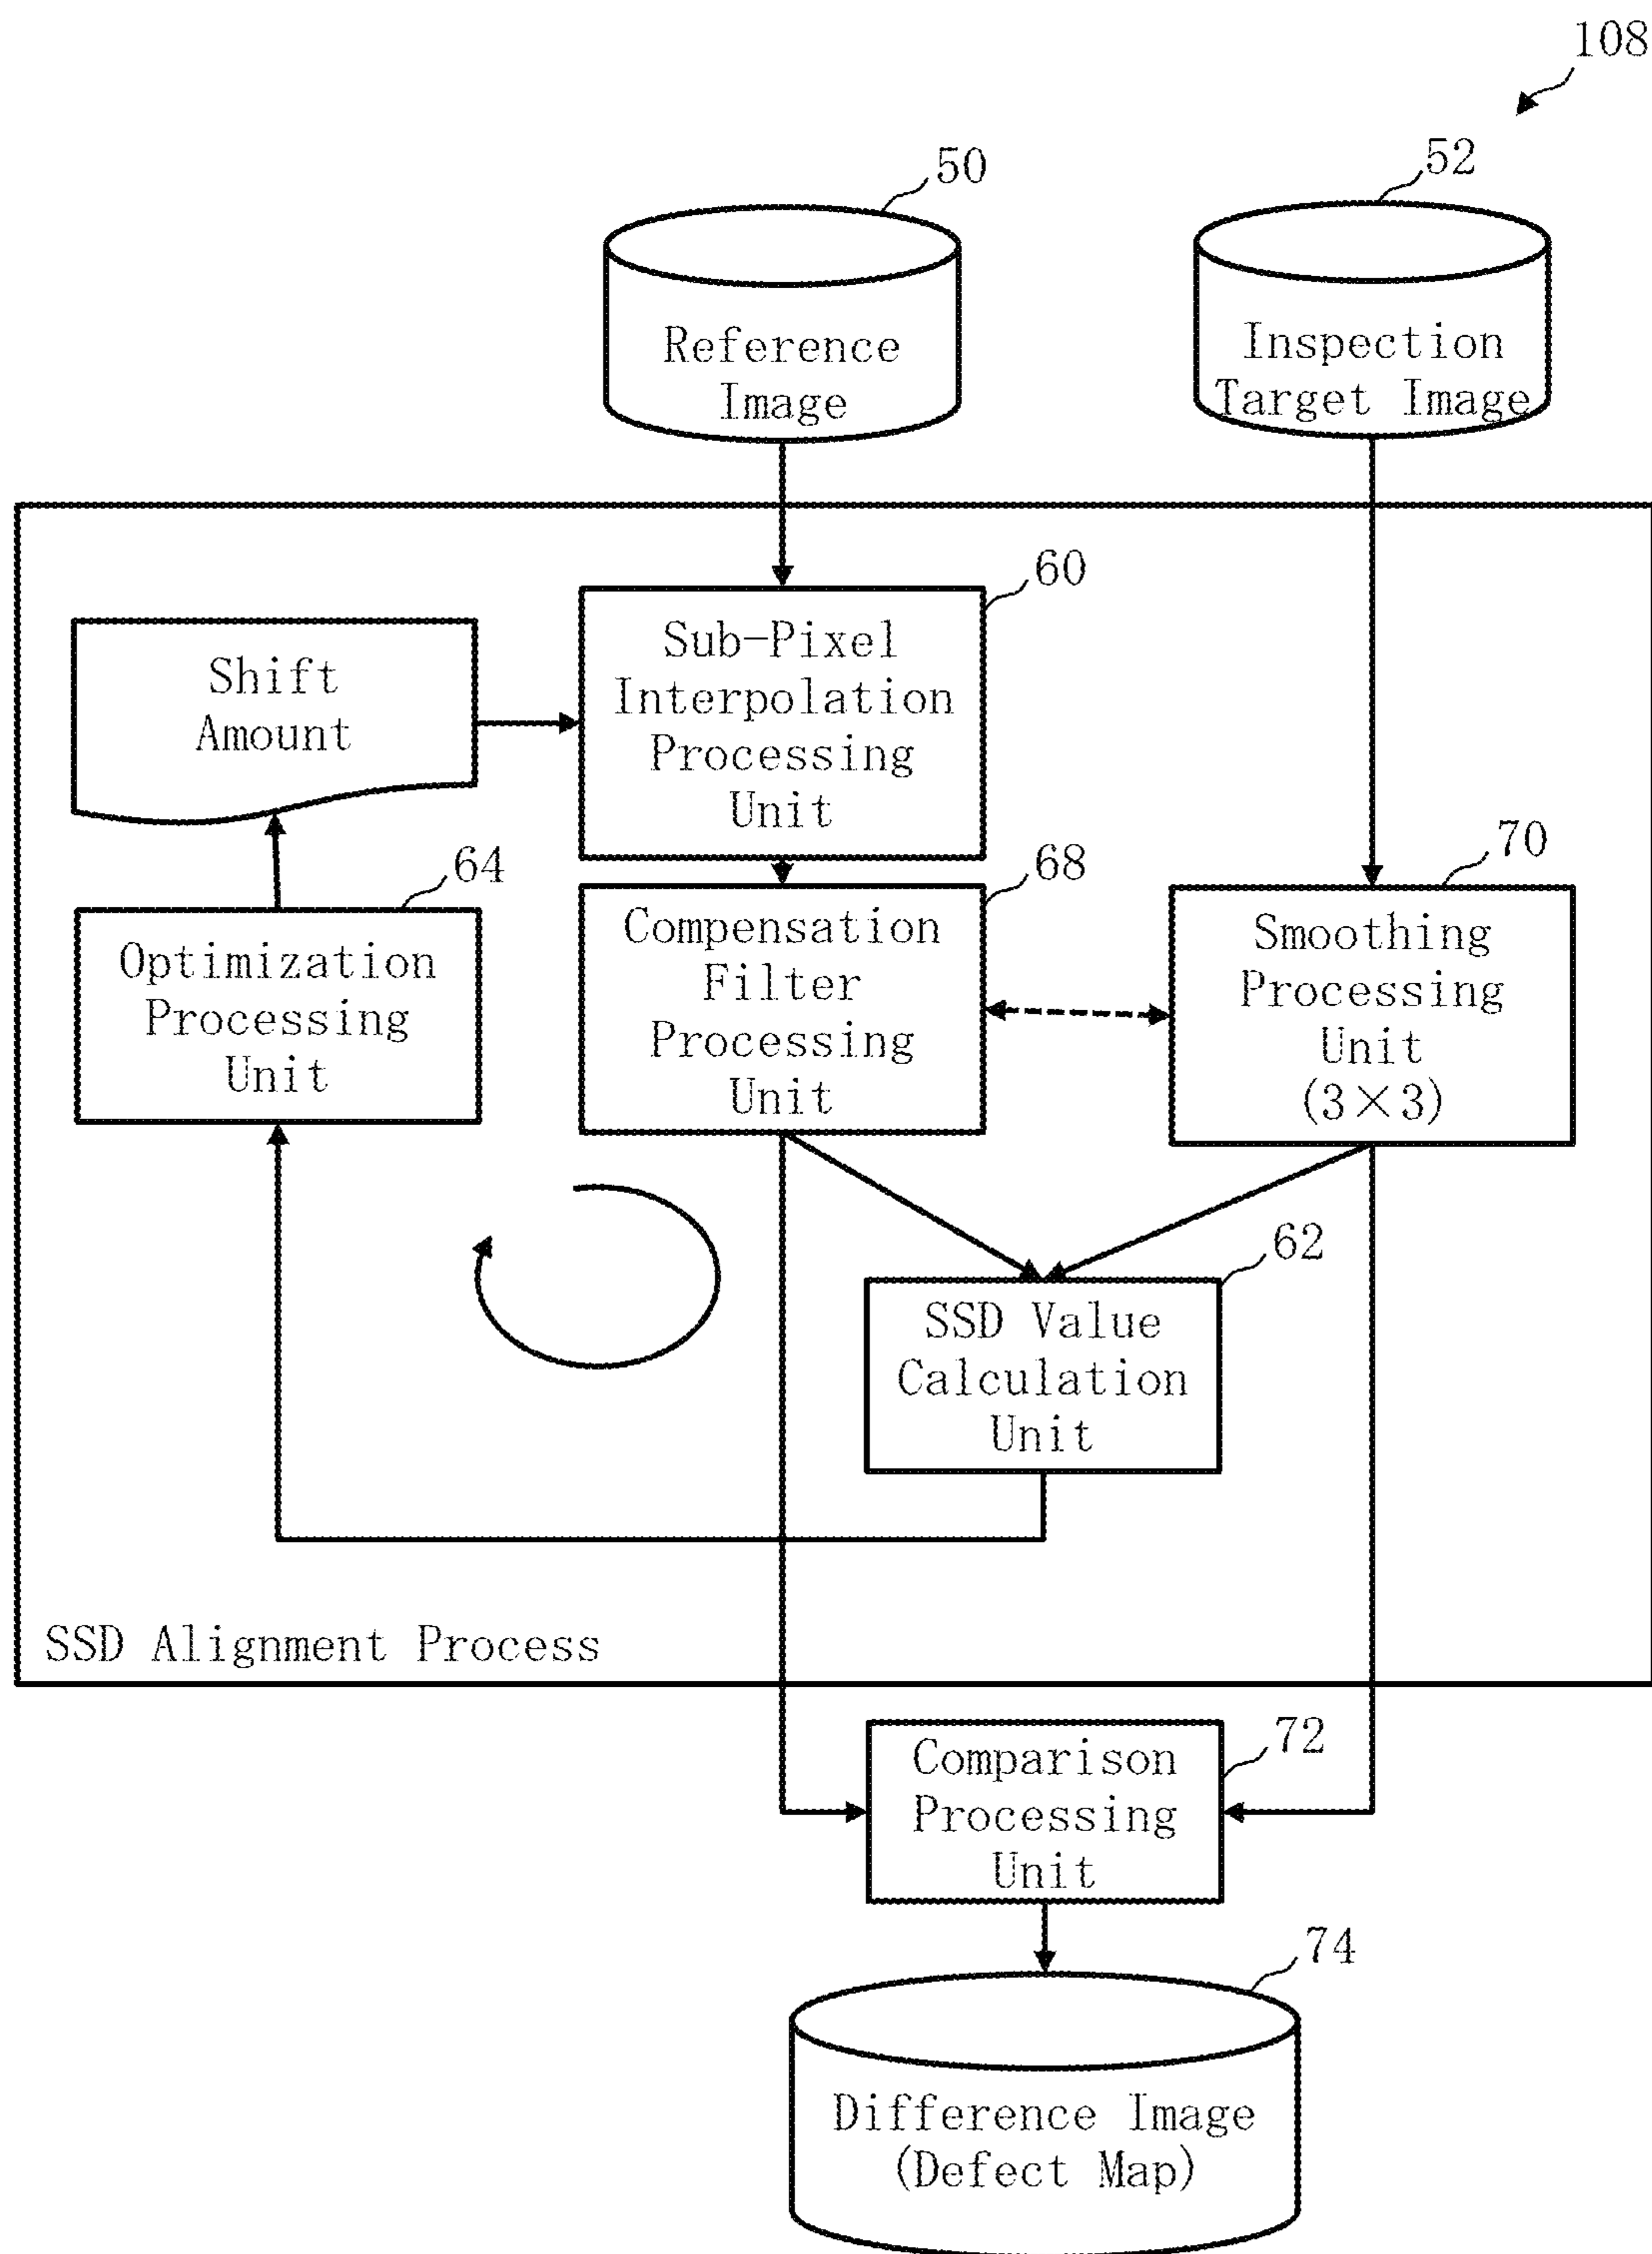 108
50
52
Reference
Image
Inspection
Target Image
60
Sub-Pixel
Interpolation
Processing
Unit
Shift
Amount
64
68
70
Optimization
Processing
Unit
Compensation
Filter
Processing
Unit
Smoothing
Processing
Unit
(3×3)
62
SSD Value
Calculation
Unit
SSD Alignment Process
72
Comparison
Processing
Unit
74
Difference Image
(Defect Map)